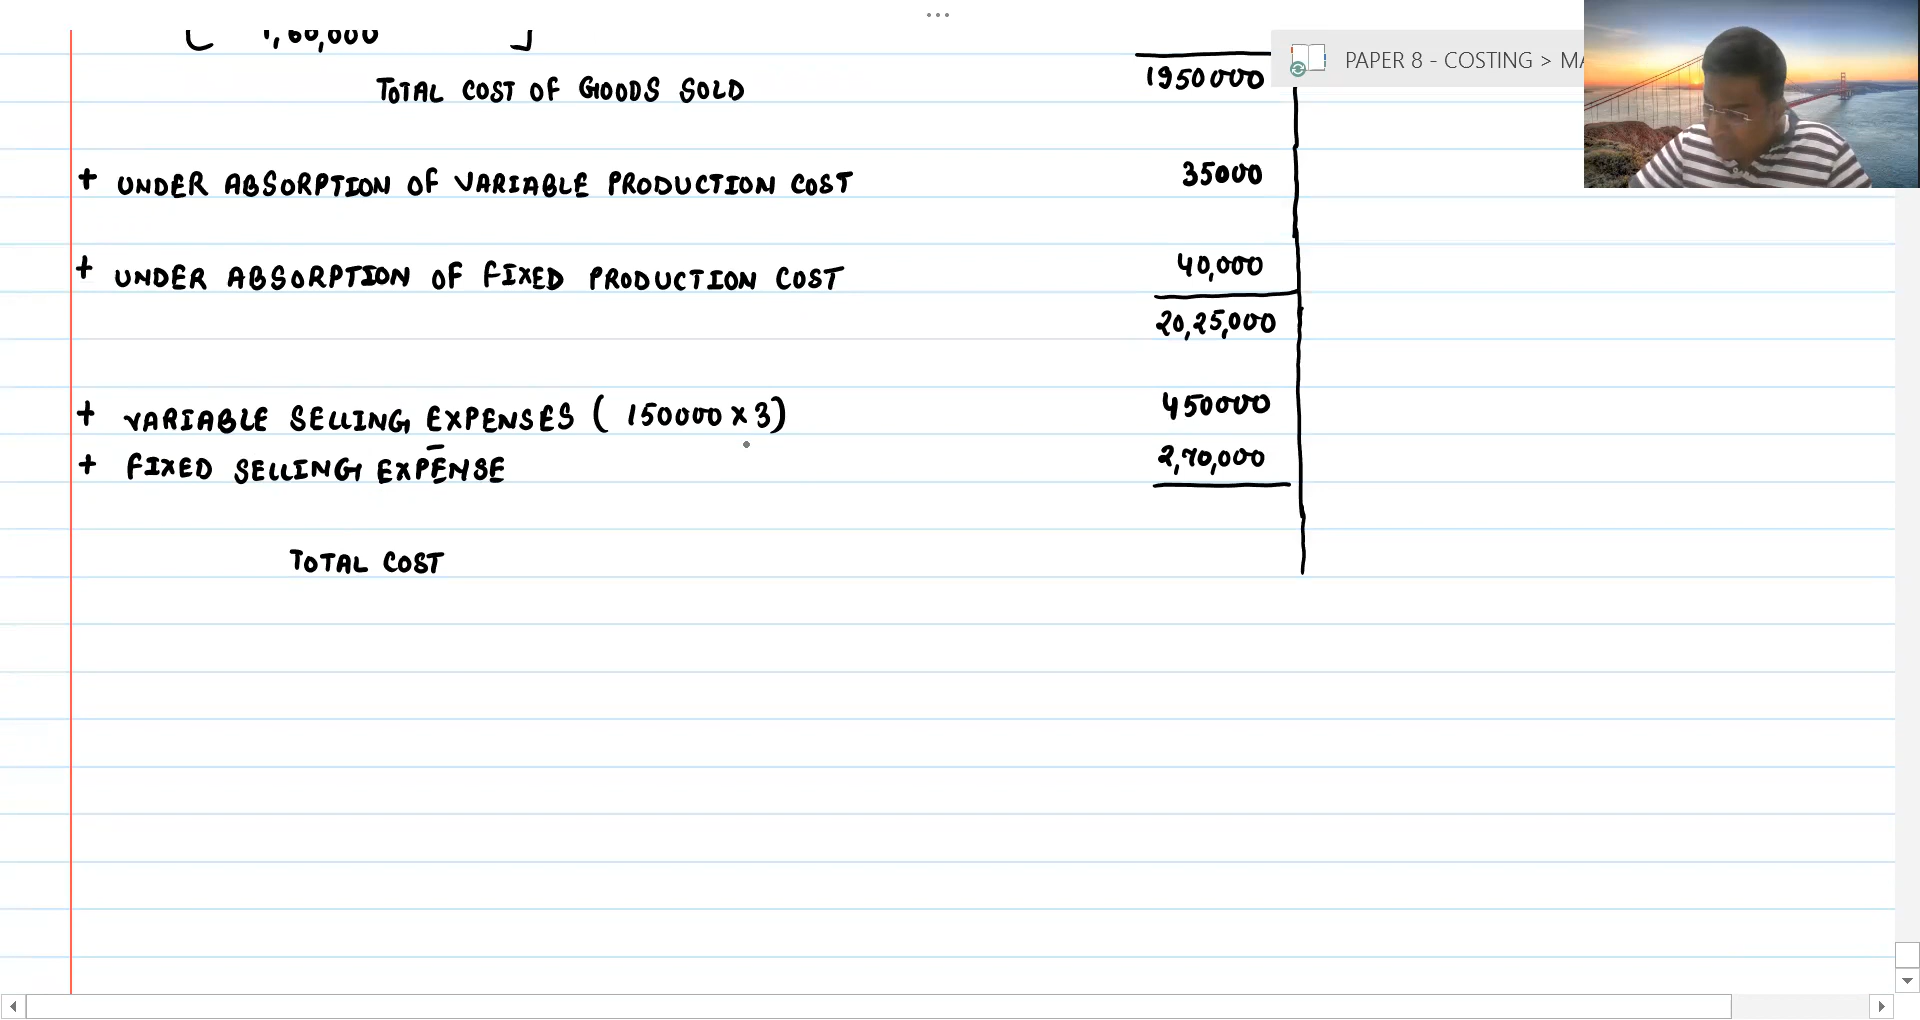 TOTAL COST OF GOODS SOLD 1950000
PAPER 8 - COSTING >
+ UNDER ABSORPTION OF VARIABLE PRODUCTION COST 35000
+ UNDER ABSORPTION OF FIXED PRODUCTION COST 40,000
20,25,000
+ VARIABLE SELLING EXPENSES ( 150000 × 3) 450000
+ FIXED SELLING EXPENSE 2,70,000
TOTAL COST